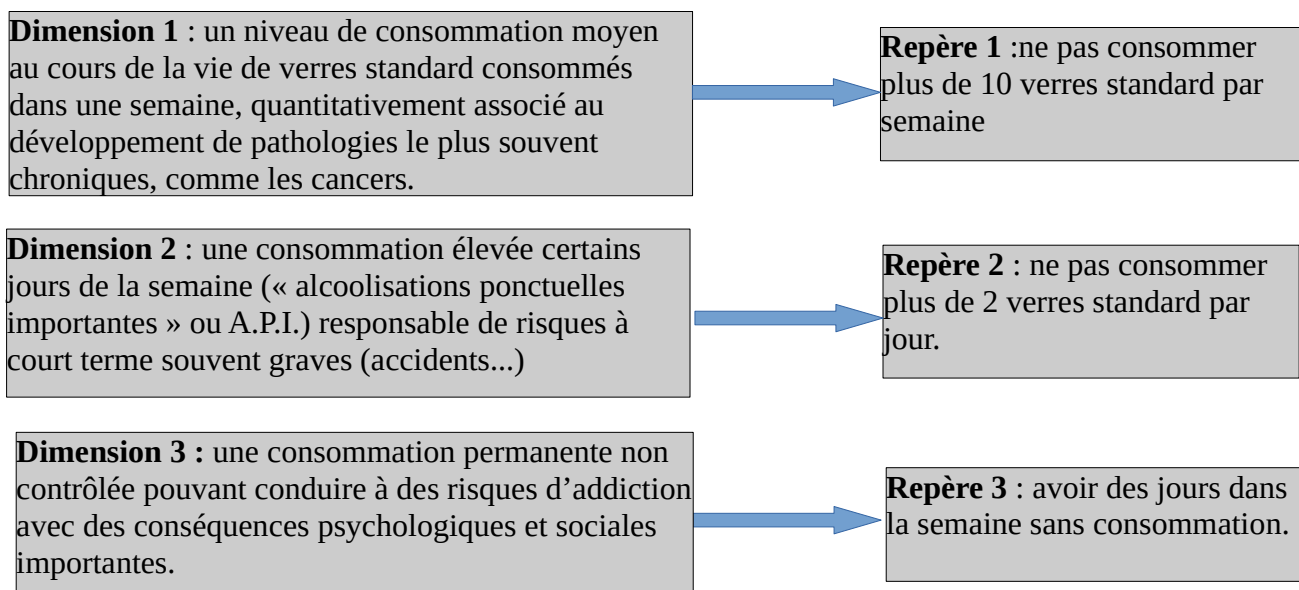 Dimension 1 : un niveau de consommation moyen
au cours de la vie de verres standard consommés
dans une semaine, quantitativement associé au
développement de pathologies le plus souvent
chroniques, comme les cancers.
Repère 1 :ne pas consommer
plus de 10 verres standard par
semaine
Dimension 2 : une consommation élevée certains
jours de la semaine (« alcoolisations ponctuelles
importantes » ou A.P.I.) responsable de risques à
court terme souvent graves (accidents...)
Repère 2 : ne pas consommer
plus de 2 verres standard par
jour.
Dimension 3 : une consommation permanente non
contrôlée pouvant conduire à des risques d’addiction
avec des conséquences psychologiques et sociales
importantes.
Repère 3 : avoir des jours dans
la semaine sans consommation.